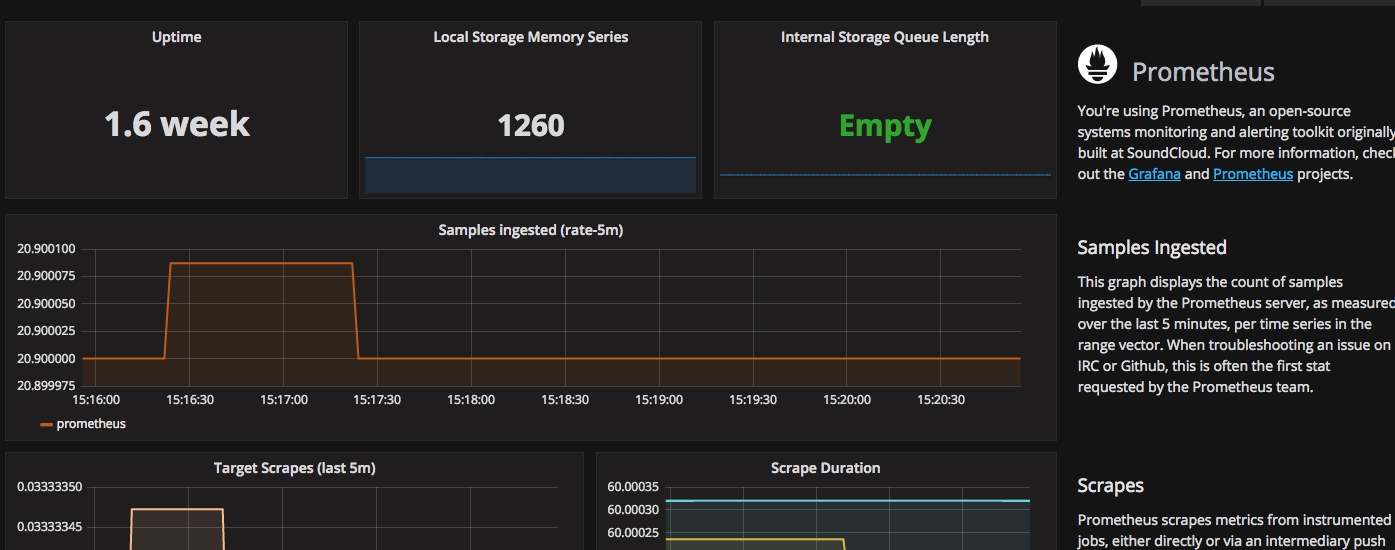 Uptime
1.6 week
Local Storage Memory Series
1260
Internal Storage Queue Length
Empty
Prometheus
You're using Prometheus, an open-source
systems monitoring and alerting toolkit originally
built at SoundCloud. For more information, chec
out the Grafana and Prometheus projects.
Samples ingested (rate-5m)
20.900100
20.900075
20.900050
20.900025
20.900000
20.899975
15:16:00 15:16:30 15:17:00 15:17:30 15:18:00 15:18:30 15:19:00 15:19:30 15:20:00 15:20:30
prometheus
Samples Ingested
This graph displays the count of samples
ingested by the Prometheus server, as measured
over the last 5 minutes, per time series in the
range vector. When troubleshooting an issue on
IRC or Github, this is often the first stat
requested by the Prometheus team.
Target Scrapes (last 5m)
0.03333350
0.03333345
Scrape Duration
60.00035
60.00030
60.00025
Scrapes
Prometheus scrapes metrics from instrumented
jobs, either directly or via an intermediary push